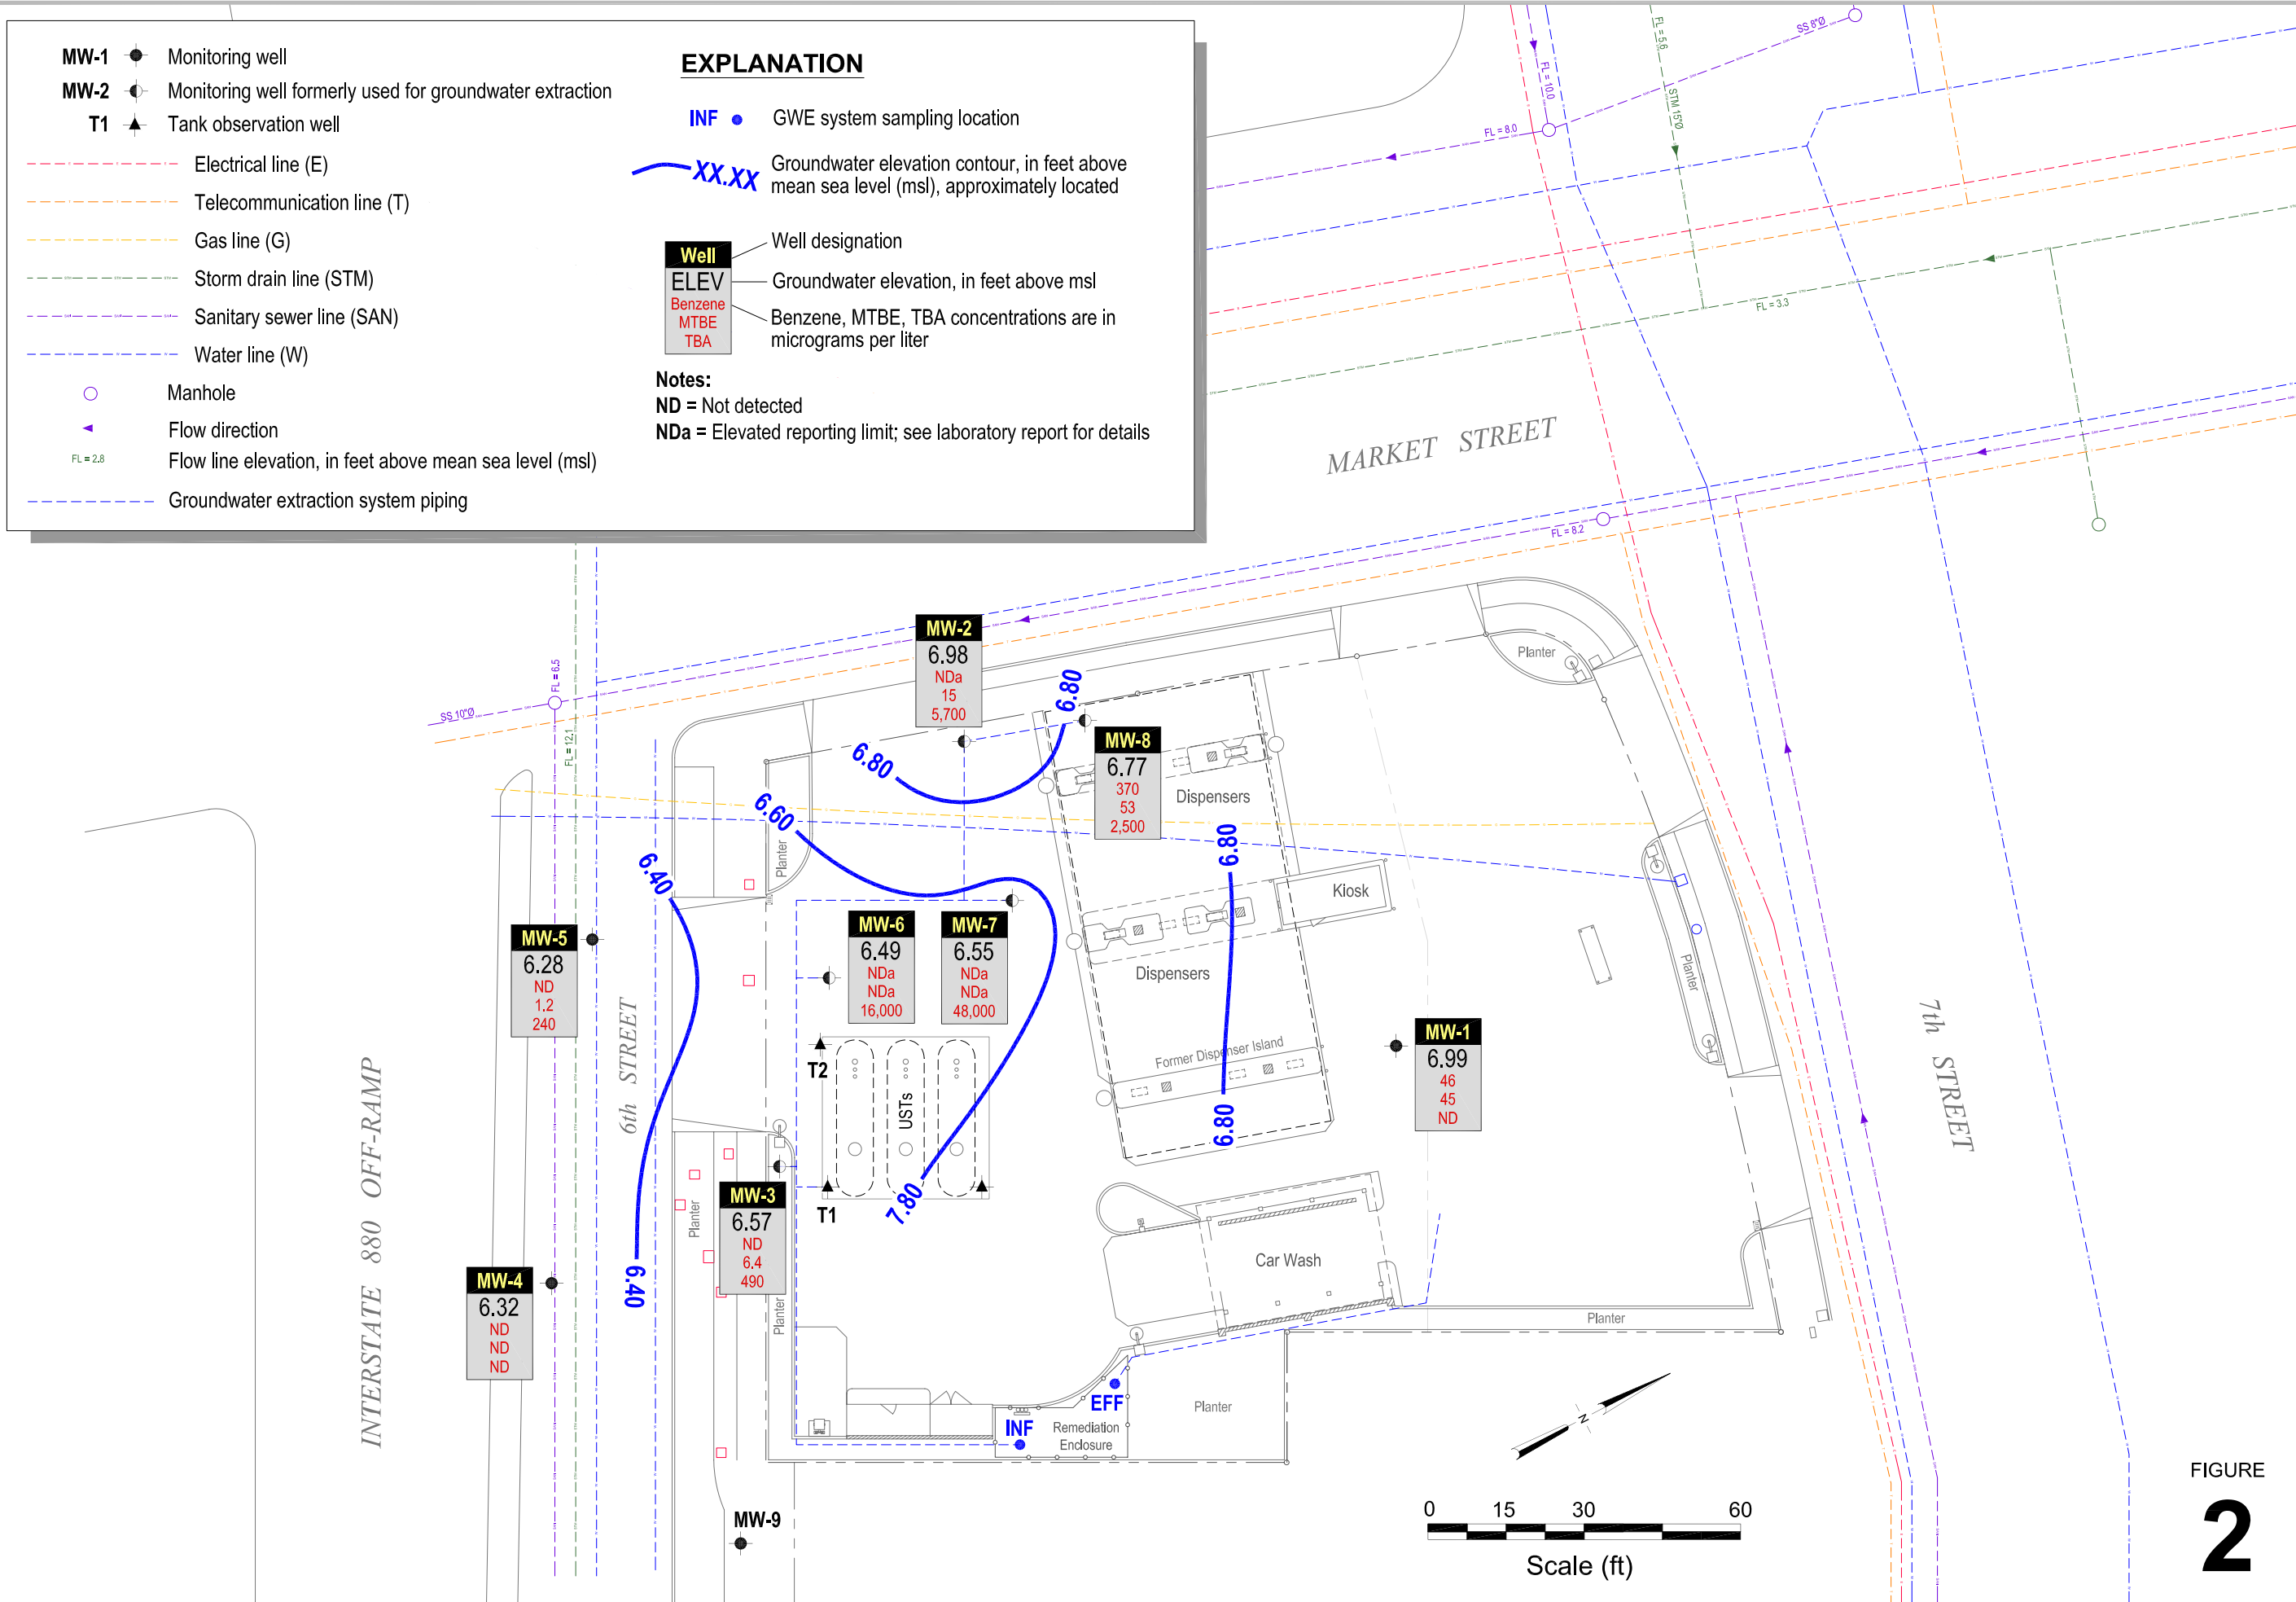 MW-1 Monitoring well
MW-2 Monitoring well formerly used for groundwater extraction
T1 Tank observation well
Electrical line (E)
Telecommunication line (T)
Gas line (G)
Storm drain line (STM)
Sanitary sewer line (SAN)
Water line (W)
Manhole
Flow direction
FL = 2.8 Flow line elevation, in feet above mean sea level (msl)
Groundwater extraction system piping
EXPLANATION
INF GWE system sampling location
XX.XX Groundwater elevation contour, in feet above
mean sea level (msl), approximately located
Well
ELEV
Benzene
MTBE
TBA
Well designation
Groundwater elevation, in feet above msl
Benzene, MTBE, TBA concentrations are in
micrograms per liter
Notes:
ND = Not detected
NDa = Elevated reporting limit; see laboratory report for details
SS 8"Ø
FL = 10.0
FL = 5.6
STM 15"Ø
FL = 8.0
FL = 3.3
MARKET STREET
FL = 8.2
FL = 6.5
SS 10"Ø
FL = 12.1
MW-2
6.98
NDa
15
5,700
6.80
6.80
MW-8
6.77
370
53
2,500
Planter
Dispensers
6.60
Planter
6.80
6.40
Kiosk
MW-5
6.28
ND
1.2
240
MW-6
6.49
NDa
NDa
16,000
MW-7
6.55
NDa
NDa
48,000
Dispensers
Planter
6th STREET
7th STREET
INTERSTATE 880 OFF-RAMP
MW-1
6.99
46
45
ND
Former Dispenser Island
T2
USTs
6.80
T1
7.80
Planter
MW-3
6.57
ND
6.4
490
Planter
6.40
MW-4
6.32
ND
ND
ND
Car Wash
Planter
EFF
INF
Remediation
Enclosure
Planter
N
MW-9
0 15 30 60
Scale (ft)
FIGURE
2